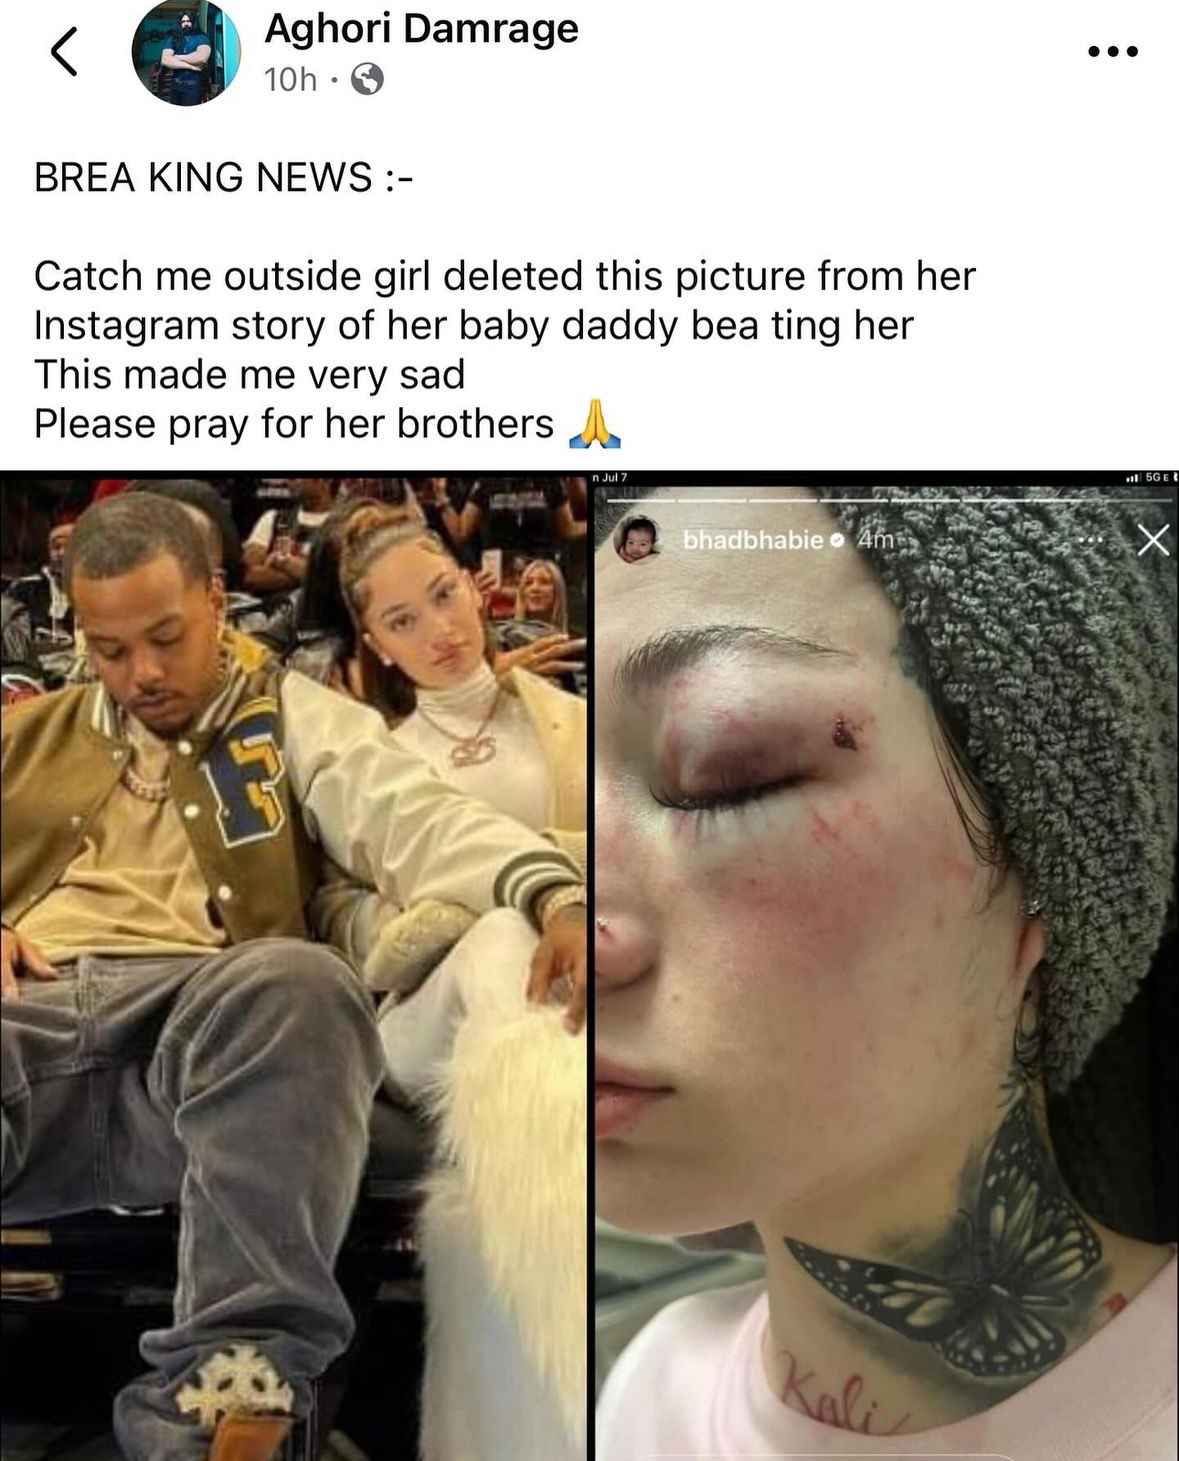 Aghori Damrage
10h ·
BREA KING NEWS :-
Catch me outside girl deleted this picture from her
Instagram story of her baby daddy bea ting her
This made me very sad
Please pray for her brothers 🙏
n Jul 7
5G E
bhadbhabie 4m
F
Kali